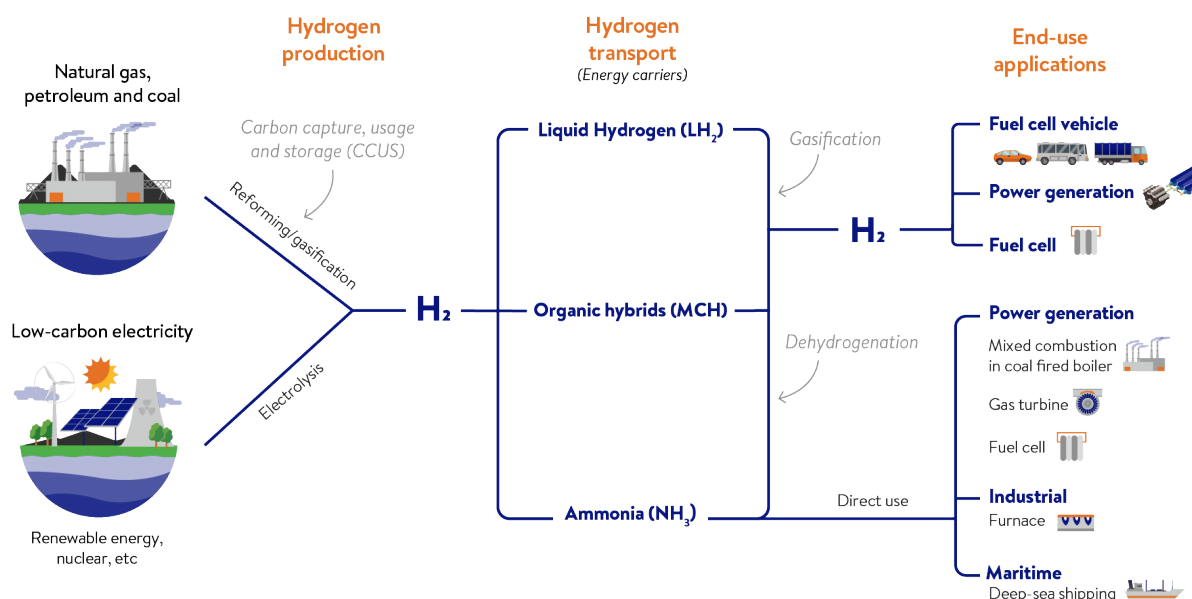 Hydrogen
production
Hydrogen
transport
(Energy carriers)
End-use
applications
Natural gas,
petroleum and coal
Carbon capture, usage
and storage (CCUS)
Reforming/gasification
Low-carbon electricity
Electrolysis
Renewable energy,
nuclear, etc
H₂
Liquid Hydrogen (LH₂)
Organic hybrids (MCH)
Ammonia (NH₃)
Gasification
Dehydrogenation
H₂
Direct use
Fuel cell vehicle
Power generation
Fuel cell
Power generation
Mixed combustion
in coal fired boiler
Gas turbine
Fuel cell
Industrial
Furnace
Maritime
Deep-sea shipping